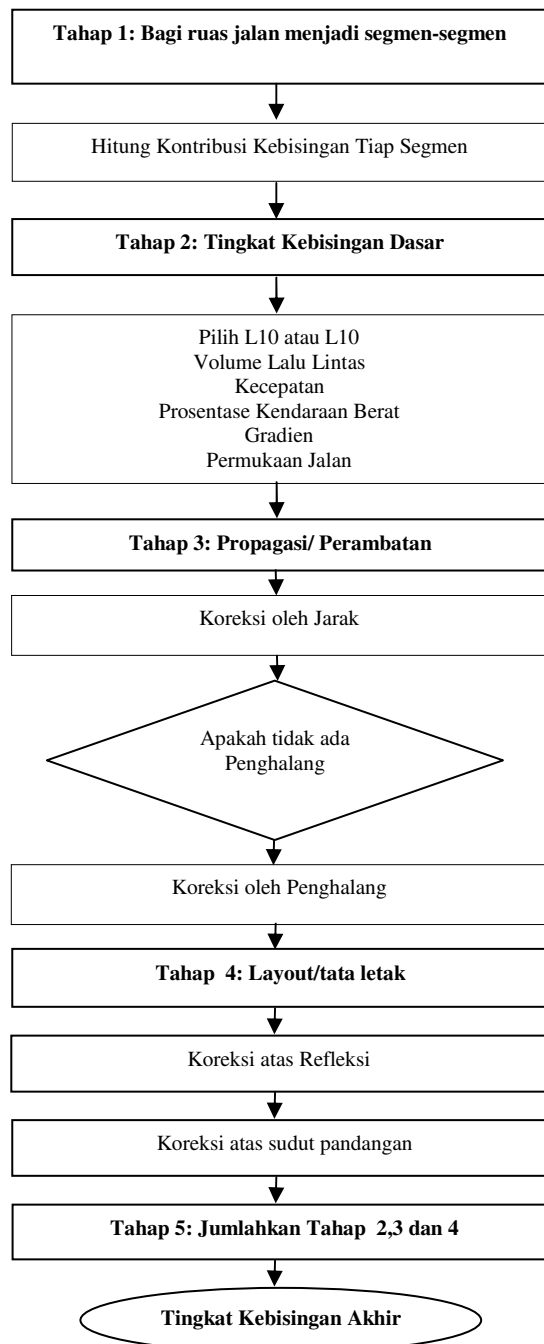 Tahap 1: Bagi ruas jalan menjadi segmen-segmen
Hitung Kontribusi Kebisingan Tiap Segmen
Tahap 2: Tingkat Kebisingan Dasar
Pilih L10 atau L10
Volume Lalu Lintas
Kecepatan
Prosentase Kendaraan Berat
Gradien
Permukaan Jalan
Tahap 3: Propagasi/ Perambatan
Koreksi oleh Jarak
Apakah tidak ada
Penghalang
Koreksi oleh Penghalang
Tahap 4: Layout/tata letak
Koreksi atas Refleksi
Koreksi atas sudut pandangan
Tahap 5: Jumlahkan Tahap 2,3 dan 4
Tingkat Kebisingan Akhir